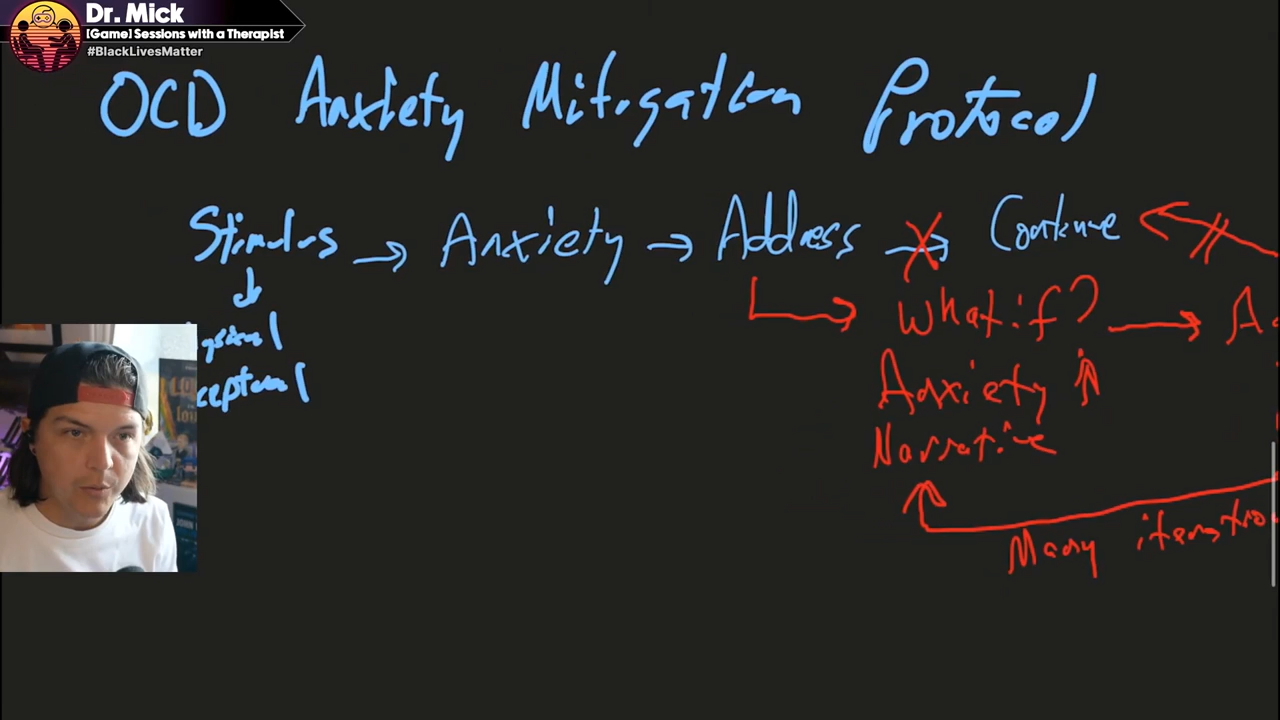 Dr. Mick
[Game] Sessions with a Therapist
#BlackLivesMatter
OCD Anxiety Mitigation Protocol
Stimulus → Anxiety → Address → Continue
What if? →
Anxiety ↑
Narrative
Many